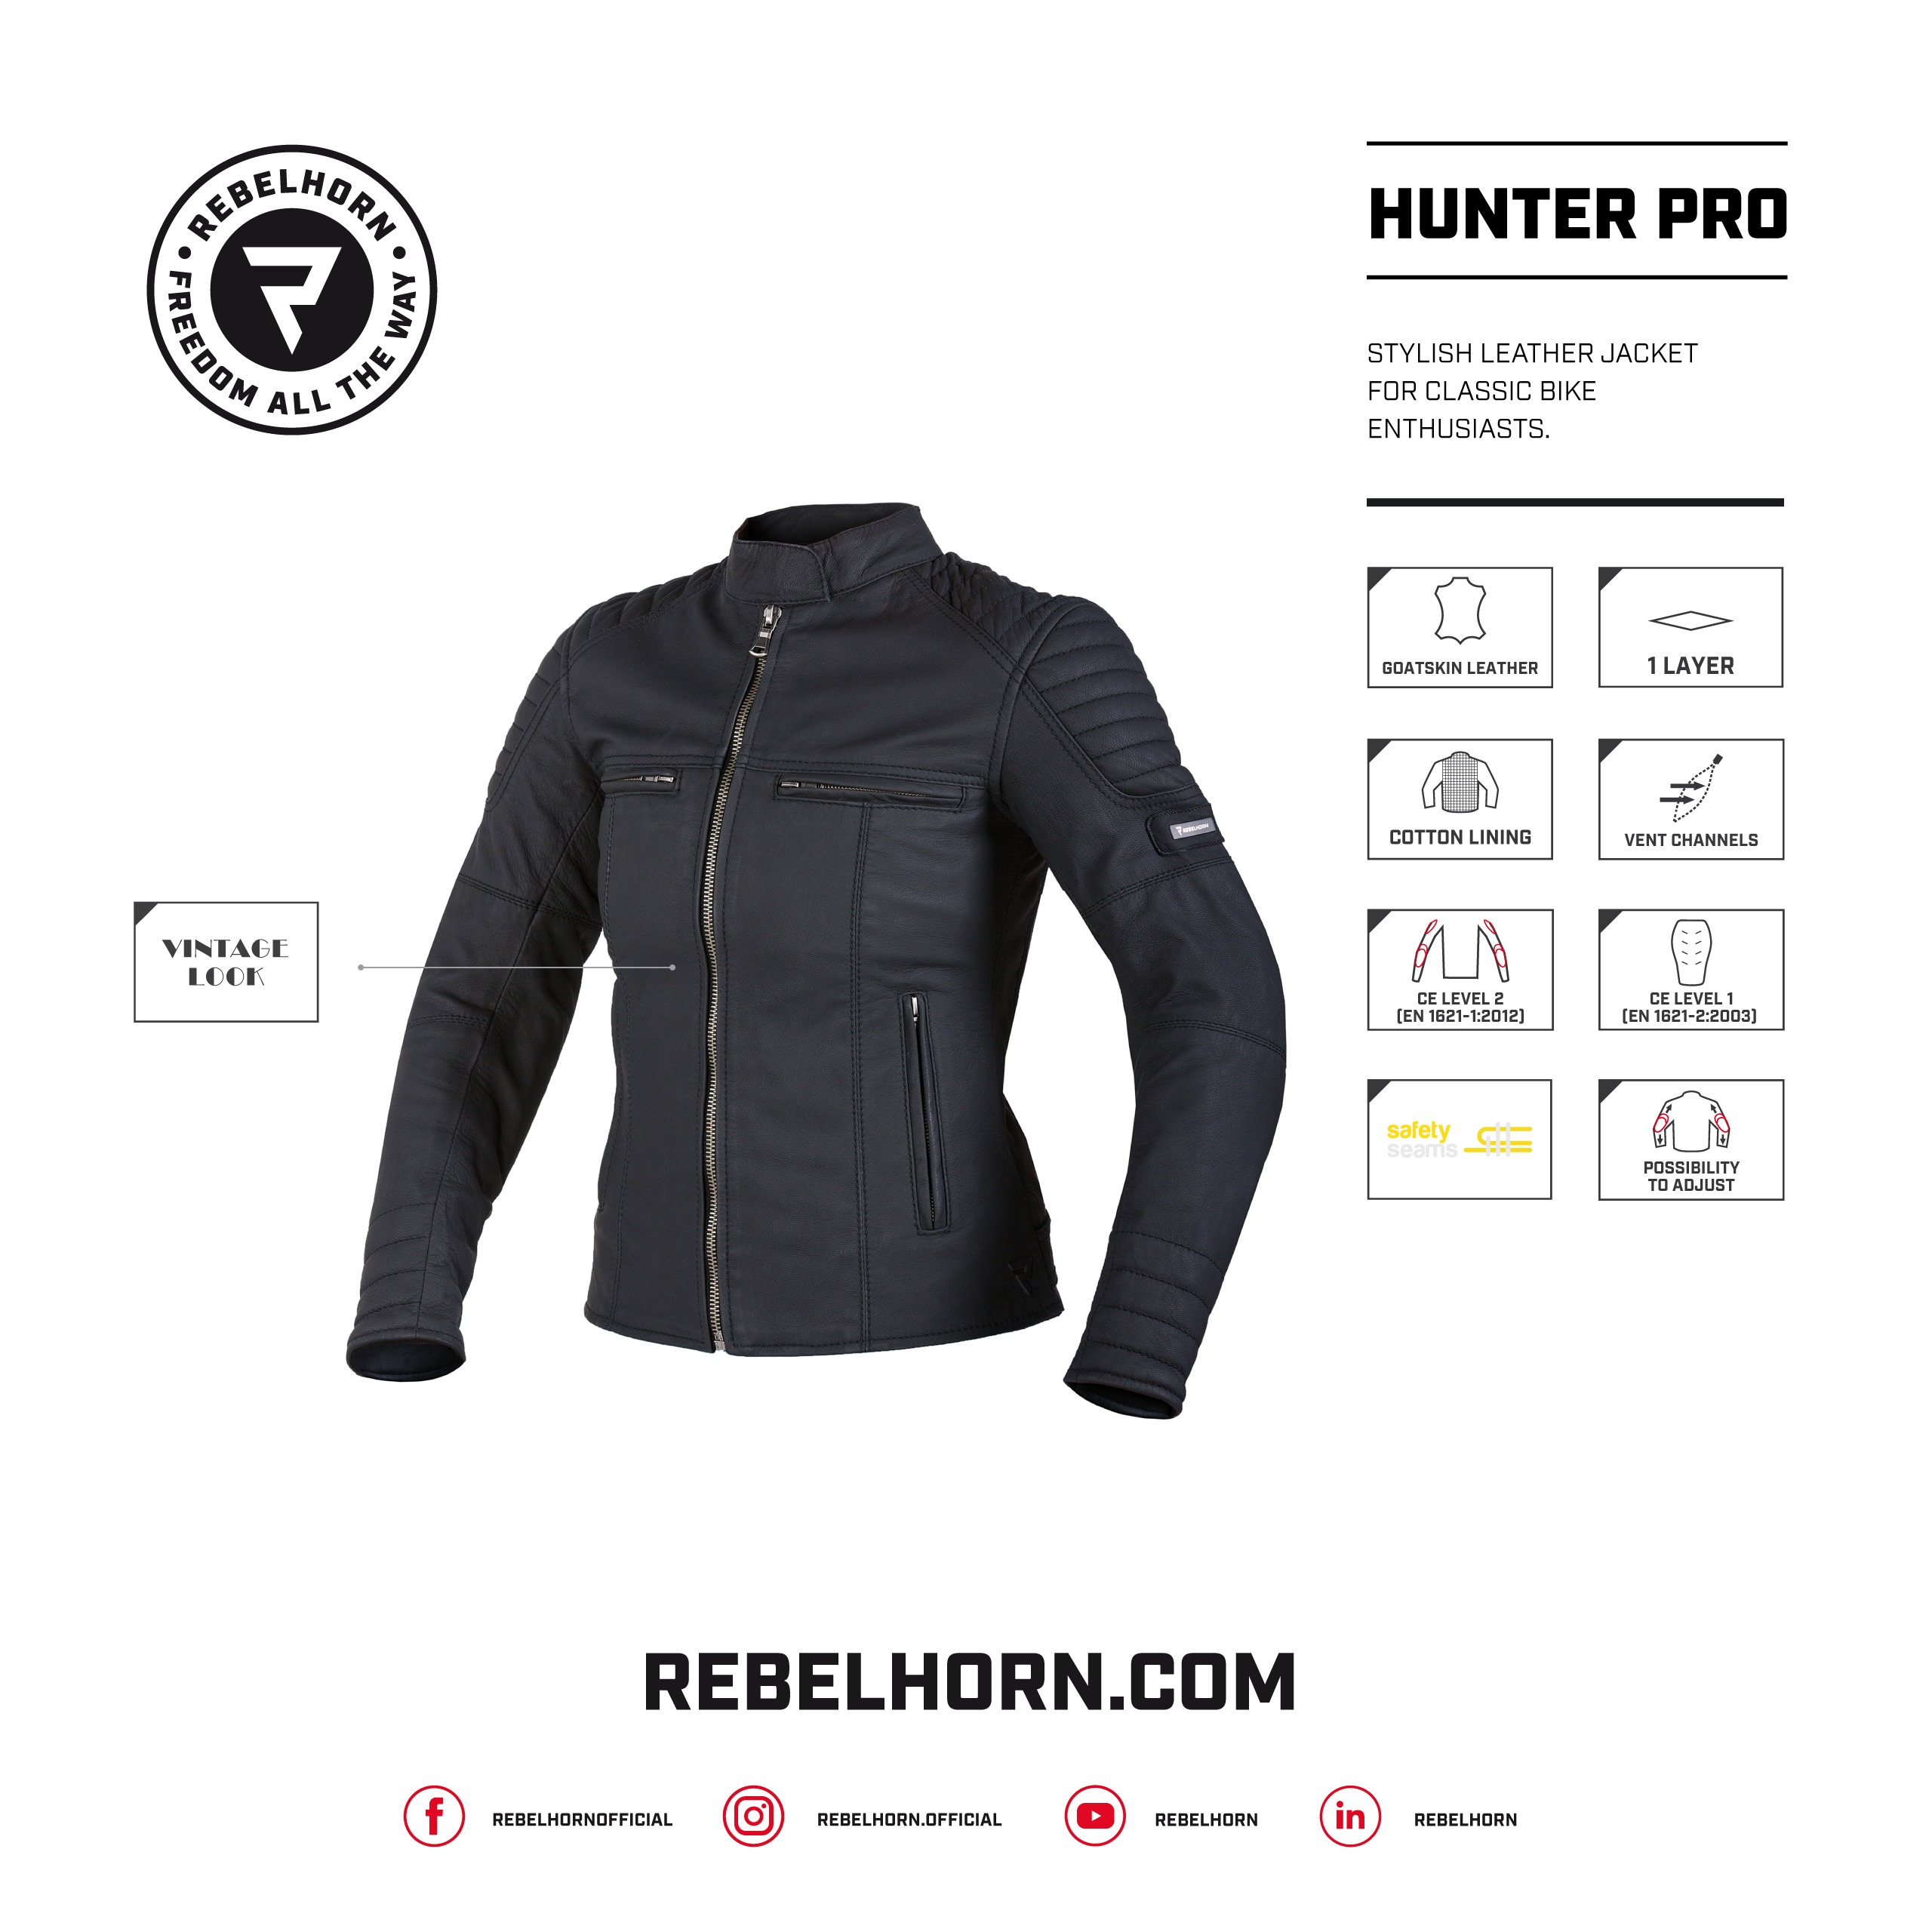 REBELHORN
FREEDOM ALL THE WAY
HUNTER PRO
STYLISH LEATHER JACKET
FOR CLASSIC BIKE
ENTHUSIASTS.
GOATSKIN LEATHER
1 LAYER
COTTON LINING
VENT CHANNELS
REBELHORN
VINTAGE
LOOK
CE LEVEL 2
(EN 1621-1:2012)
CE LEVEL 1
(EN 1621-2:2003)
safety
seams
POSSIBILITY
TO ADJUST
REBELHORN.COM
REBELHORNOFFICIAL
REBELHORN.OFFICIAL
REBELHORN
REBELHORN